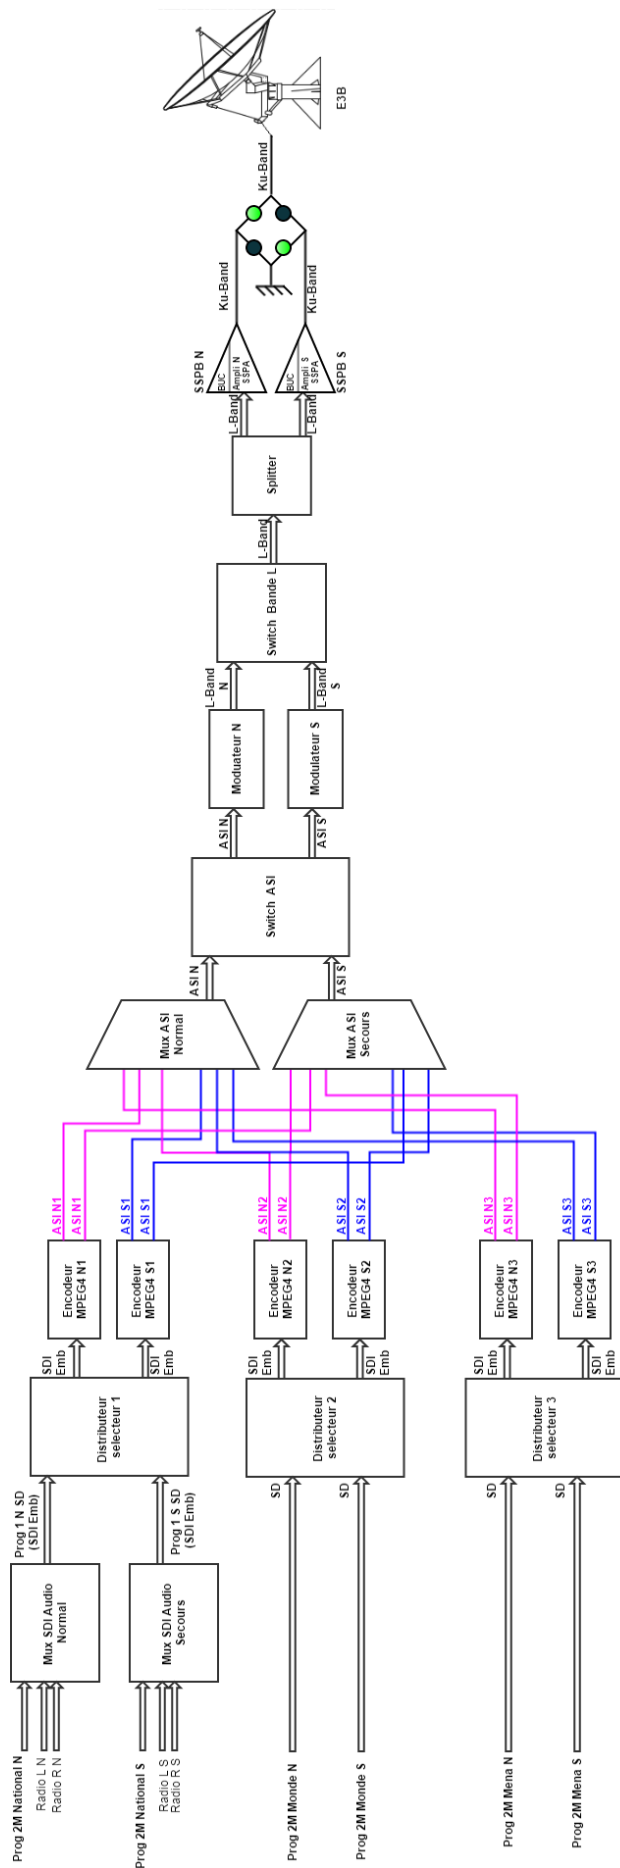 Prog 2M National N
Radio L N
Radio R N
Prog 2M National S
Radio L S
Radio R S
Prog 2M Monde N
Prog 2M Monde S
Prog 2M Mena N
Prog 2M Mena S
Mux SDI Audio
Normal
Mux SDI Audio
Secours
Prog 1 N SD
(SDI Emb)
Prog 1 S SD
(SDI Emb)
SD
SD
SD
SD
Distributeur
selecteur 1
Distributeur
selecteur 2
Distributeur
selecteur 3
SDI
Emb
SDI
Emb
SDI
Emb
SDI
Emb
SDI
Emb
SDI
Emb
Encodeur
MPEG4 N1
Encodeur
MPEG4 S1
Encodeur
MPEG4 N2
Encodeur
MPEG4 S2
Encodeur
MPEG4 N3
Encodeur
MPEG4 S3
ASI N1
ASI N1
ASI S1
ASI S1
ASI N2
ASI N2
ASI S2
ASI S2
ASI N3
ASI N3
ASI S3
ASI S3
Mux ASI
Normal
Mux ASI
Secours
ASI N
ASI S
Switch ASI
ASI N
ASI S
Moduateur N
Modulateur S
L-Band
N
L-Band
S
Switch Bande L
L-Band
Splitter
L-Band
L-Band
SSPB N
BUC
Ampli N
SSPA
BUC
Ampli S
SSPA
SSPB S
Ku-Band
Ku-Band
Ku-Band
E3B